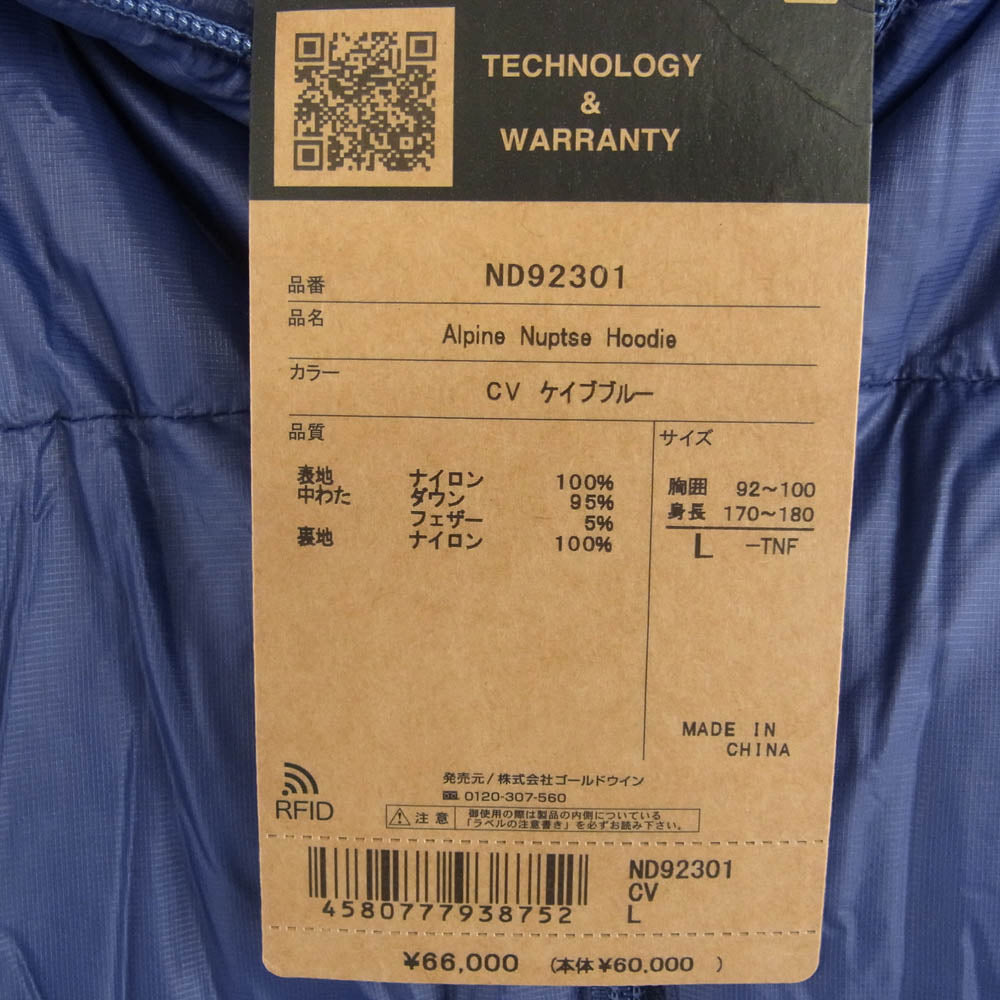 TECHNOLOGY
&
WARRANTY
品番 ND92301
品名
Alpine Nuptse Hoodie
カラー
CV ケイブブルー
品質
表地 ナイロン 100%
中わた ダウン 95%
フェザー 5%
裏地 ナイロン 100%
サイズ
胸囲 92～100
身長 170～180
L -TNF
MADE IN
CHINA
発売元/株式会社ゴールドウイン
0120-307-560
RFID
注意
御使用の際は製品の内側についている
「ラベルの注意書き」を必ずお読み下さい。
4580777938752
ND92301
CV
L
¥66,000 (本体¥60,000 )